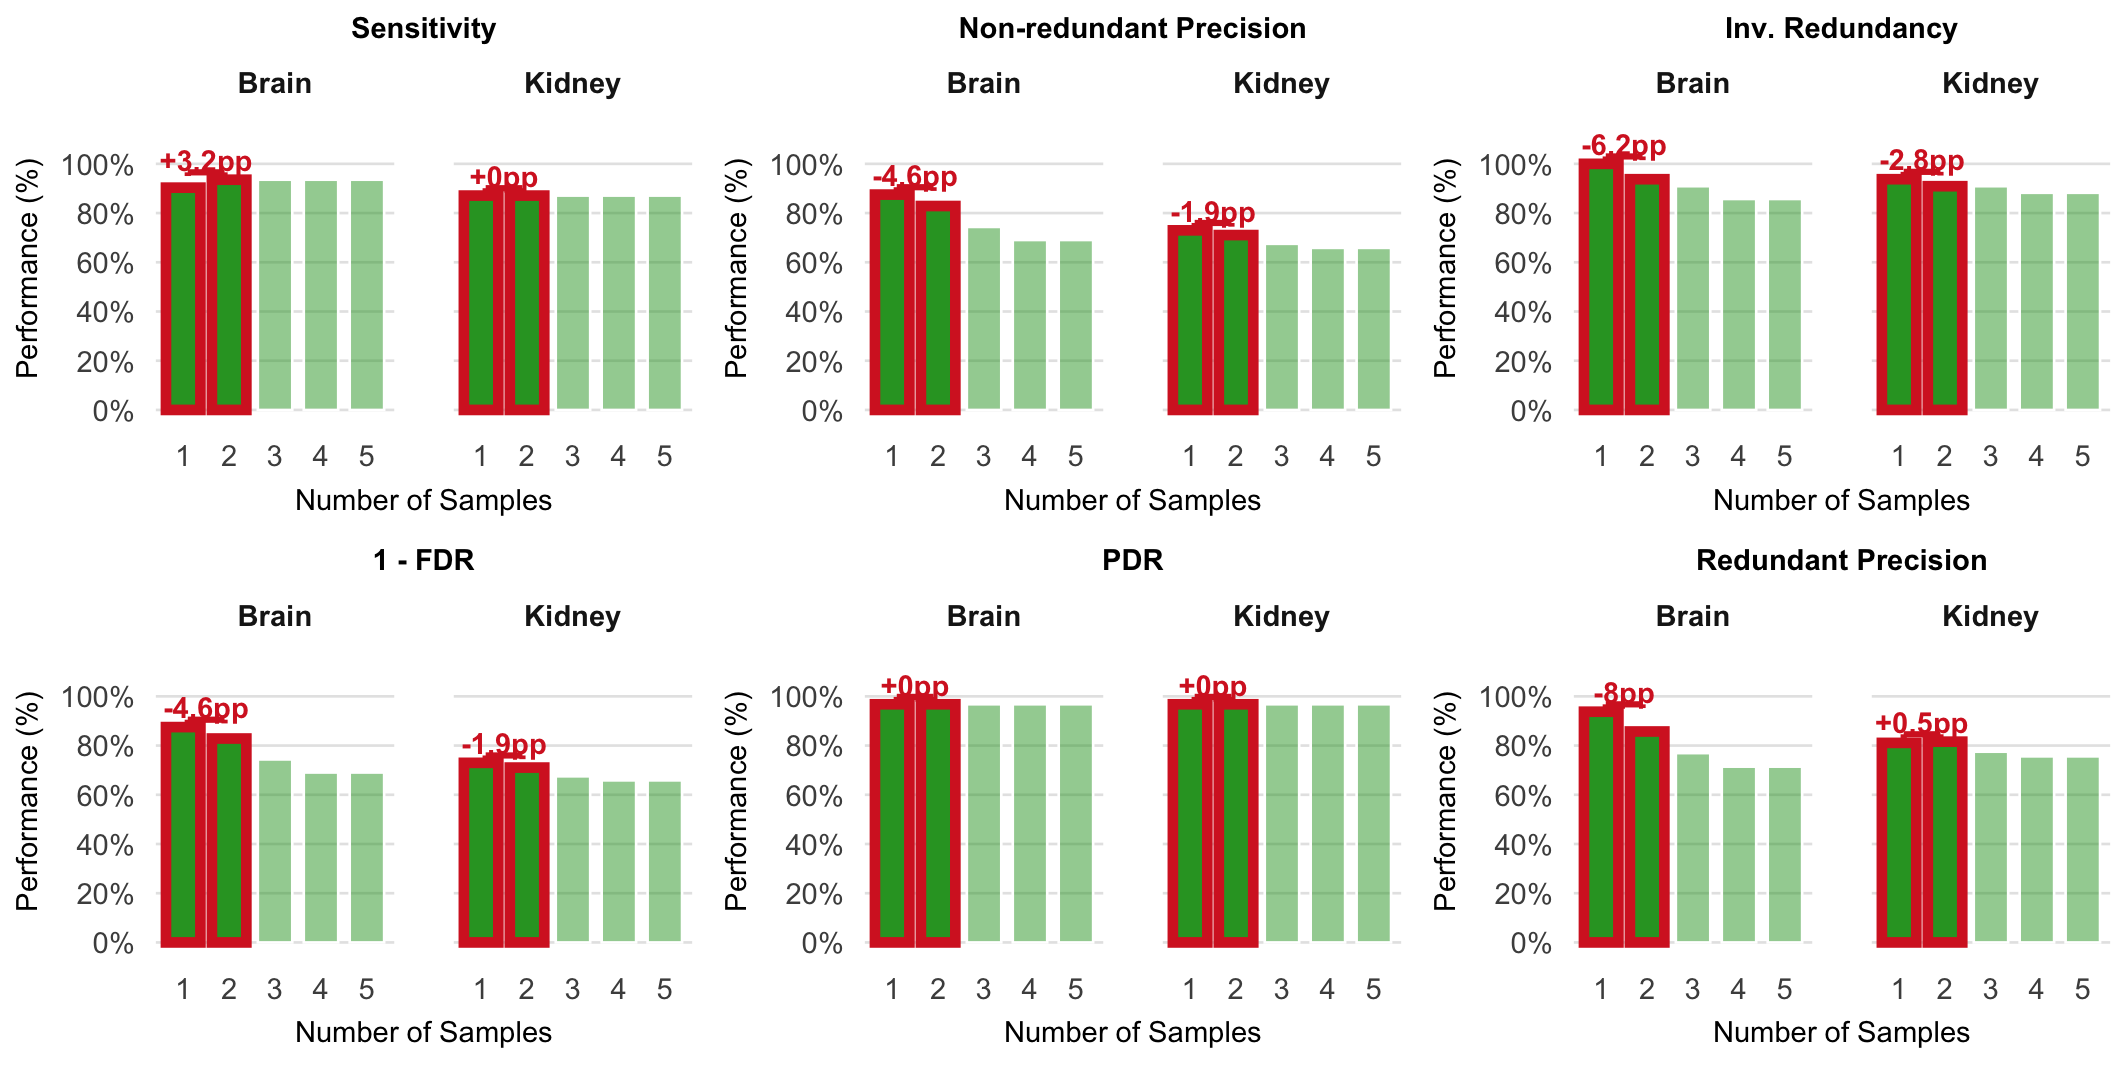 Sensitivity
Brain
Kidney
Performance (%)
100%
80%
60%
40%
20%
0%
+3.2pp
+0pp
1 2 3 4 5
1 2 3 4 5
Number of Samples
Non-redundant Precision
Brain
Kidney
Performance (%)
100%
80%
60%
40%
20%
0%
-4.6pp
-1.9pp
1 2 3 4 5
1 2 3 4 5
Number of Samples
Inv. Redundancy
Brain
Kidney
Performance (%)
100%
80%
60%
40%
20%
0%
-6.2pp
-2.8pp
1 2 3 4 5
1 2 3 4 5
Number of Samples
1 - FDR
Brain
Kidney
Performance (%)
100%
80%
60%
40%
20%
0%
-4.6pp
-1.9pp
1 2 3 4 5
1 2 3 4 5
Number of Samples
PDR
Brain
Kidney
Performance (%)
100%
80%
60%
40%
20%
0%
+0pp
+0pp
1 2 3 4 5
1 2 3 4 5
Number of Samples
Redundant Precision
Brain
Kidney
Performance (%)
100%
80%
60%
40%
20%
0%
-8pp
+0.5pp
1 2 3 4 5
1 2 3 4 5
Number of Samples